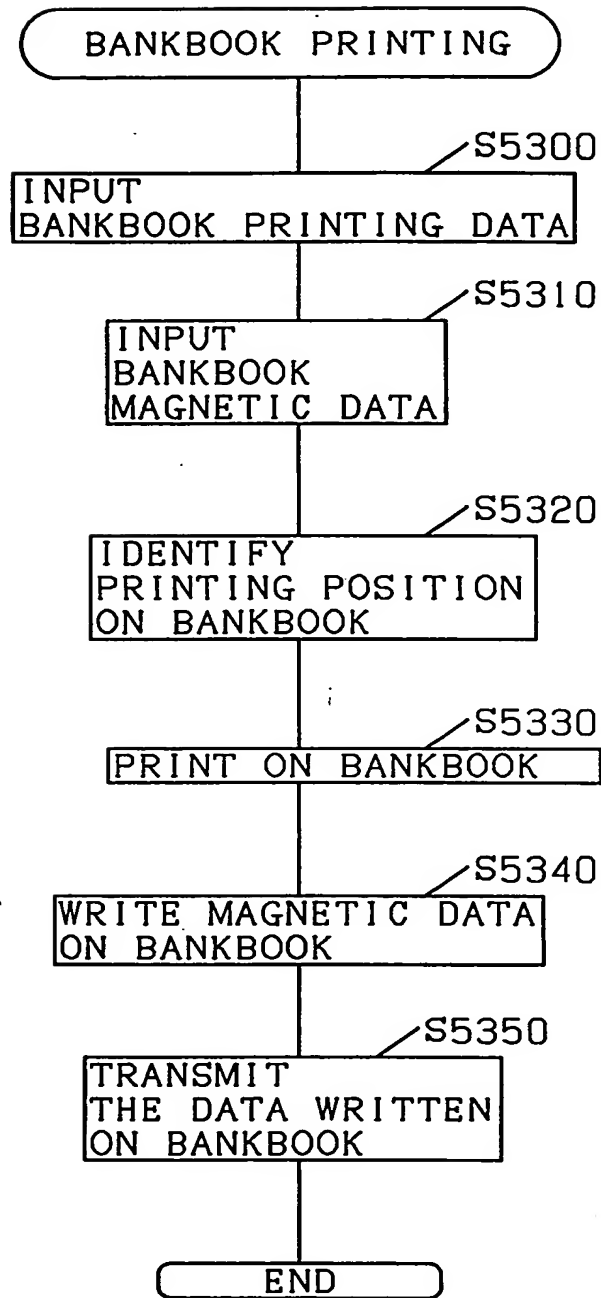 BANKBOOK PRINTING
S5300
INPUT
BANKBOOK PRINTING DATA
S5310
INPUT
BANKBOOK
MAGNETIC DATA
S5320
IDENTIFY
PRINTING POSITION
ON BANKBOOK
S5330
PRINT ON BANKBOOK
S5340
WRITE MAGNETIC DATA
ON BANKBOOK
S5350
TRANSMIT
THE DATA WRITTEN
ON BANKBOOK
END